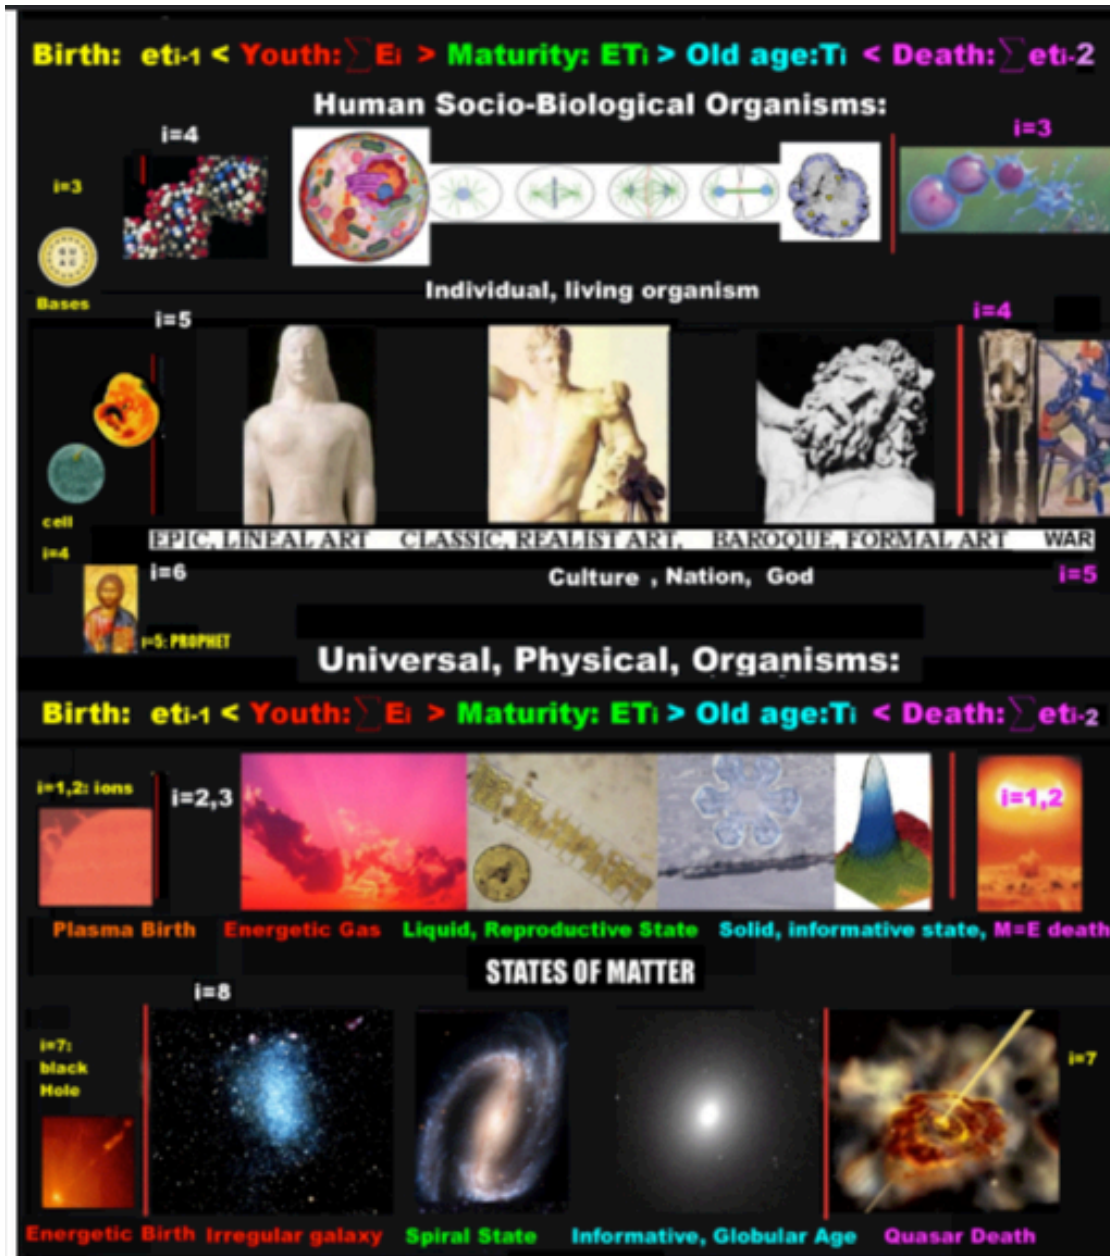 Birth: eti-1 < Youth: ∑Ei > Maturity: ETi > Old age:Ti < Death: ∑eti-2
Human Socio-Biological Organisms:
i=4
i=3
i=3
G U
A C
Bases
Individual, living organism
i=5
i=4
cell
i=4
EPIC, LINEAL ART CLASSIC, REALIST ART, BAROQUE, FORMAL ART WAR
i=6
Culture , Nation, God
i=5
i=5: PROPHET
Universal, Physical, Organisms:
Birth: eti-1 < Youth: ∑Ei > Maturity: ETi > Old age:Ti < Death: ∑eti-2
i=1,2: ions
i=2,3
i=1,2
Plasma Birth Energetic Gas Liquid, Reproductive State Solid, informative state, M=E death
STATES OF MATTER
i=8
i=7:
black
Hole
i=7
Energetic Birth Irregular galaxy Spiral State Informative, Globular Age Quasar Death